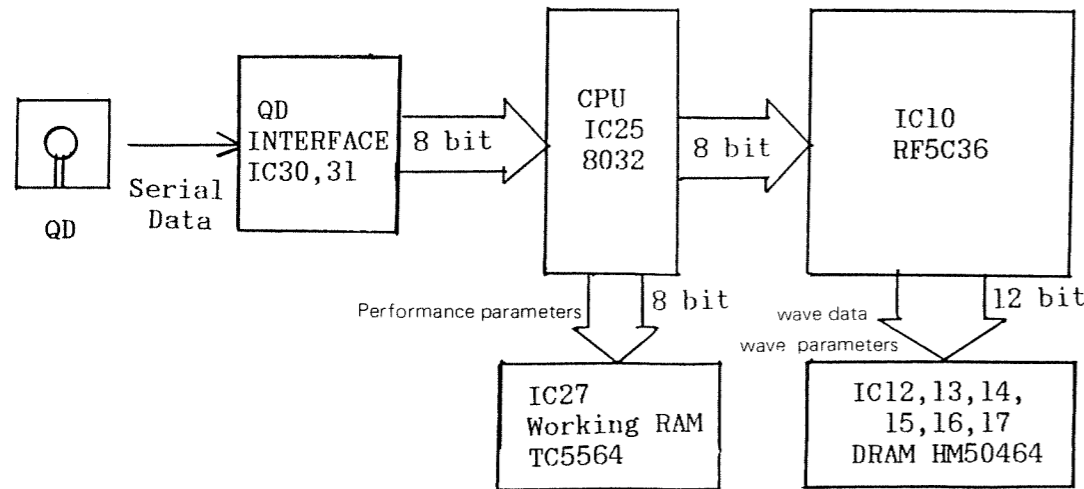 QD
Serial
Data
QD
INTERFACE
IC30,31
8 bit
CPU
IC25
8032
8 bit
IC10
RF5C36
Performance parameters
8 bit
wave data
wave parameters
12 bit
IC27
Working RAM
TC5564
IC12,13,14,
15,16,17
DRAM HM50464